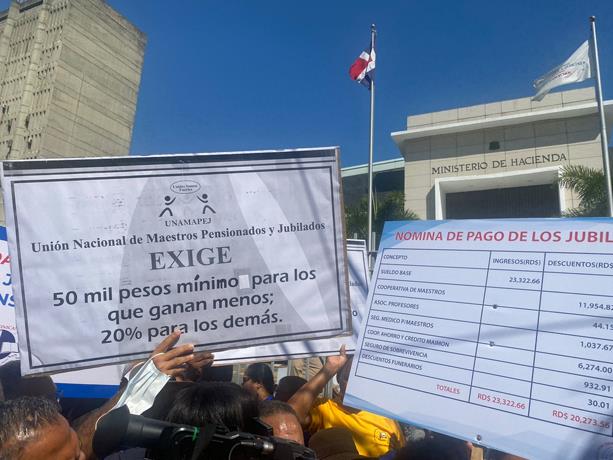 MINISTERIO DE HACIENDA
Unidos Somos Fuertes
UNAMAPEJ
Unión Nacional de Maestros Pensionados y Jubilados
EXIGE
50 mil pesos mínimo para los
que ganan menos;
20% para los demás.
NOMINA DE PAGO DE LOS JUBIL
CONCEPTO INGRESOS(RD$) DESCUENTOS(RD$)
SUELDO BASE 23,322.66
COOPERATIVA DE MAESTROS 11,954.82
ASOC. PROFESORES 44.15
SEG. MEDICO P/MAESTROS 1,037.67
COOP. AHORRO Y CREDITO MAIMON 6,274.00
SEGURO DE SOBREVIVENCIA 932.91
DESCUENTOS FUNERARIOS 30.01
TOTALES RD$ 23,322.66 RD$ 20,273.56